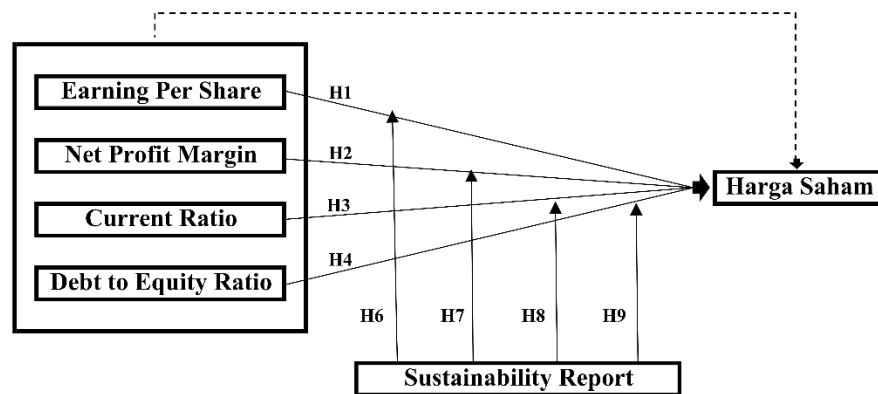 Earning Per Share
H1
Net Profit Margin
H2
Harga Saham
Current Ratio
H3
Debt to Equity Ratio
H4
H6
H7
H8
H9
Sustainability Report